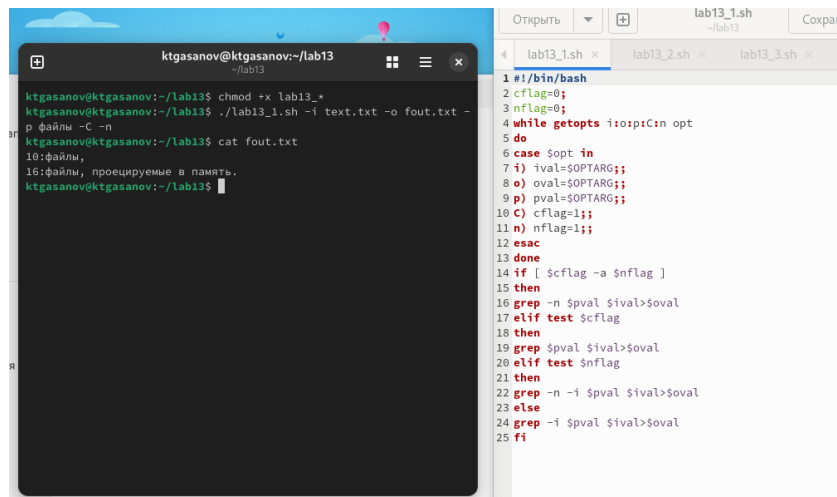 ktgasanov@ktgasanov:~/lab13
~/lab13
ktgasanov@ktgasanov:~/lab13$ chmod +x lab13_*
ktgasanov@ktgasanov:~/lab13$ ./lab13_1.sh -i text.txt -o fout.txt -
p файлы -C -n
ktgasanov@ktgasanov:~/lab13$ cat fout.txt
10:файлы,
16:файлы, проецируемые в память.
ktgasanov@ktgasanov:~/lab13$
Открыть
lab13_1.sh
~/lab13
Сохра
lab13_1.sh × lab13_2.sh × lab13_3.sh ×
1 #!/bin/bash
2 cflag=0;
3 nflag=0;
4 while getopts i:o:p:C:n opt
5 do
6 case $opt in
7 i) ival=$OPTARG;;
8 o) oval=$OPTARG;;
9 p) pval=$OPTARG;;
10 C) cflag=1;;
11 n) nflag=1;;
12 esac
13 done
14 if [ $cflag -a $nflag ]
15 then
16 grep -n $pval $ival>$oval
17 elif test $cflag
18 then
19 grep $pval $ival>$oval
20 elif test $nflag
21 then
22 grep -n -i $pval $ival>$oval
23 else
24 grep -i $pval $ival>$oval
25 fi